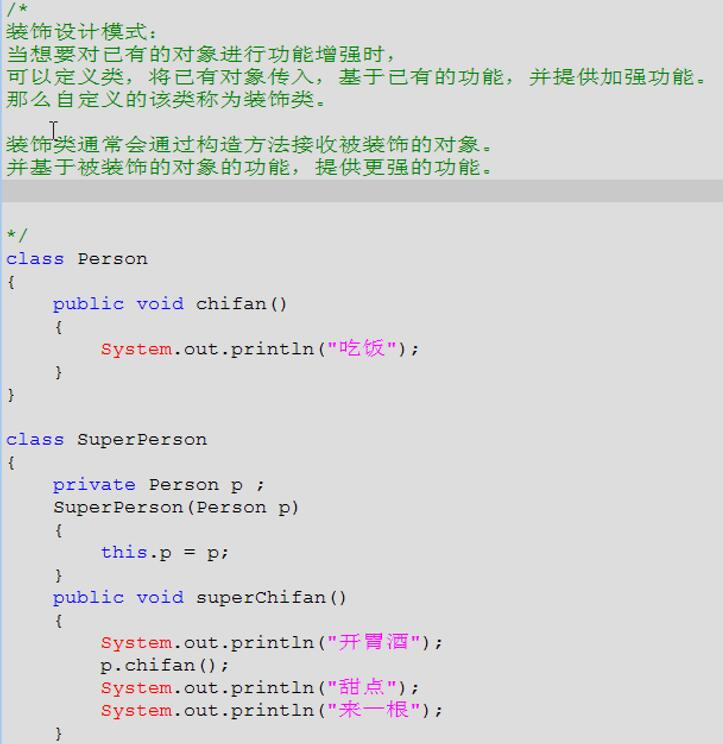 /*
装饰设计模式：
当想要对已有的对象进行功能增强时，
可以定义类，将已有对象传入，基于已有的功能，并提供加强功能。
那么自定义的该类称为装饰类。
装饰类通常会通过构造方法接收被装饰的对象。
并基于被装饰的对象的功能，提供更强的功能。
*/
class Person
{
    public void chifan()
    {
        System.out.println("吃饭");
    }
}
class SuperPerson
{
    private Person p ;
    SuperPerson(Person p)
    {
        this.p = p;
    }
    public void superChifan()
    {
        System.out.println("开胃酒");
        p.chifan();
        System.out.println("甜点");
        System.out.println("来一根");
    }